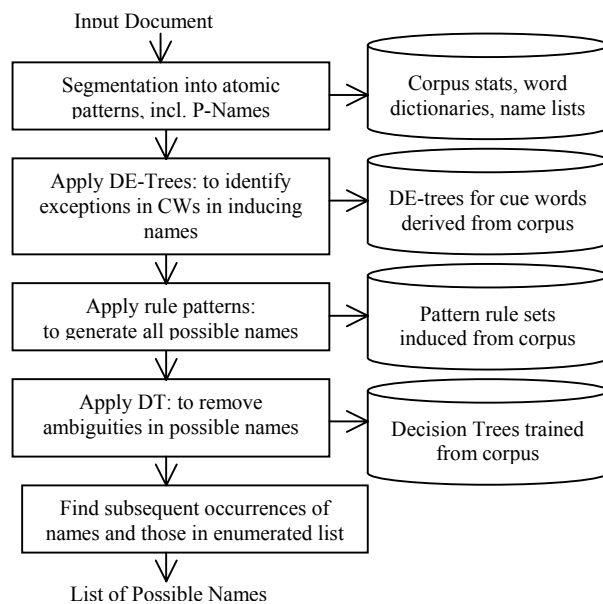 Input Document
Segmentation into atomic
patterns, incl. P-Names
Corpus stats, word
dictionaries, name lists
Apply DE-Trees: to identify
exceptions in CWs in inducing
names
DE-trees for cue words
derived from corpus
Apply rule patterns:
to generate all possible names
Pattern rule sets
induced from corpus
Apply DT: to remove
ambiguities in possible names
Decision Trees trained
from corpus
Find subsequent occurrences of
names and those in enumerated list
List of Possible Names